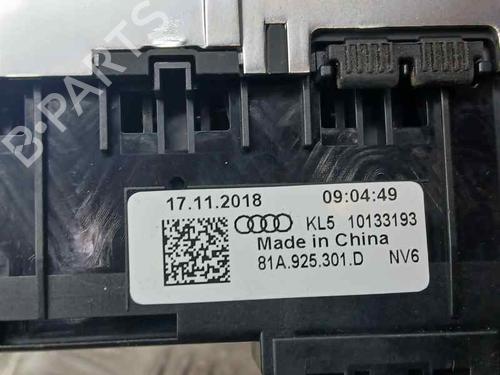 B-PARTS
17.11.2018 09:04:49
KL5 10133193
Made in China
81A.925.301.D NV6